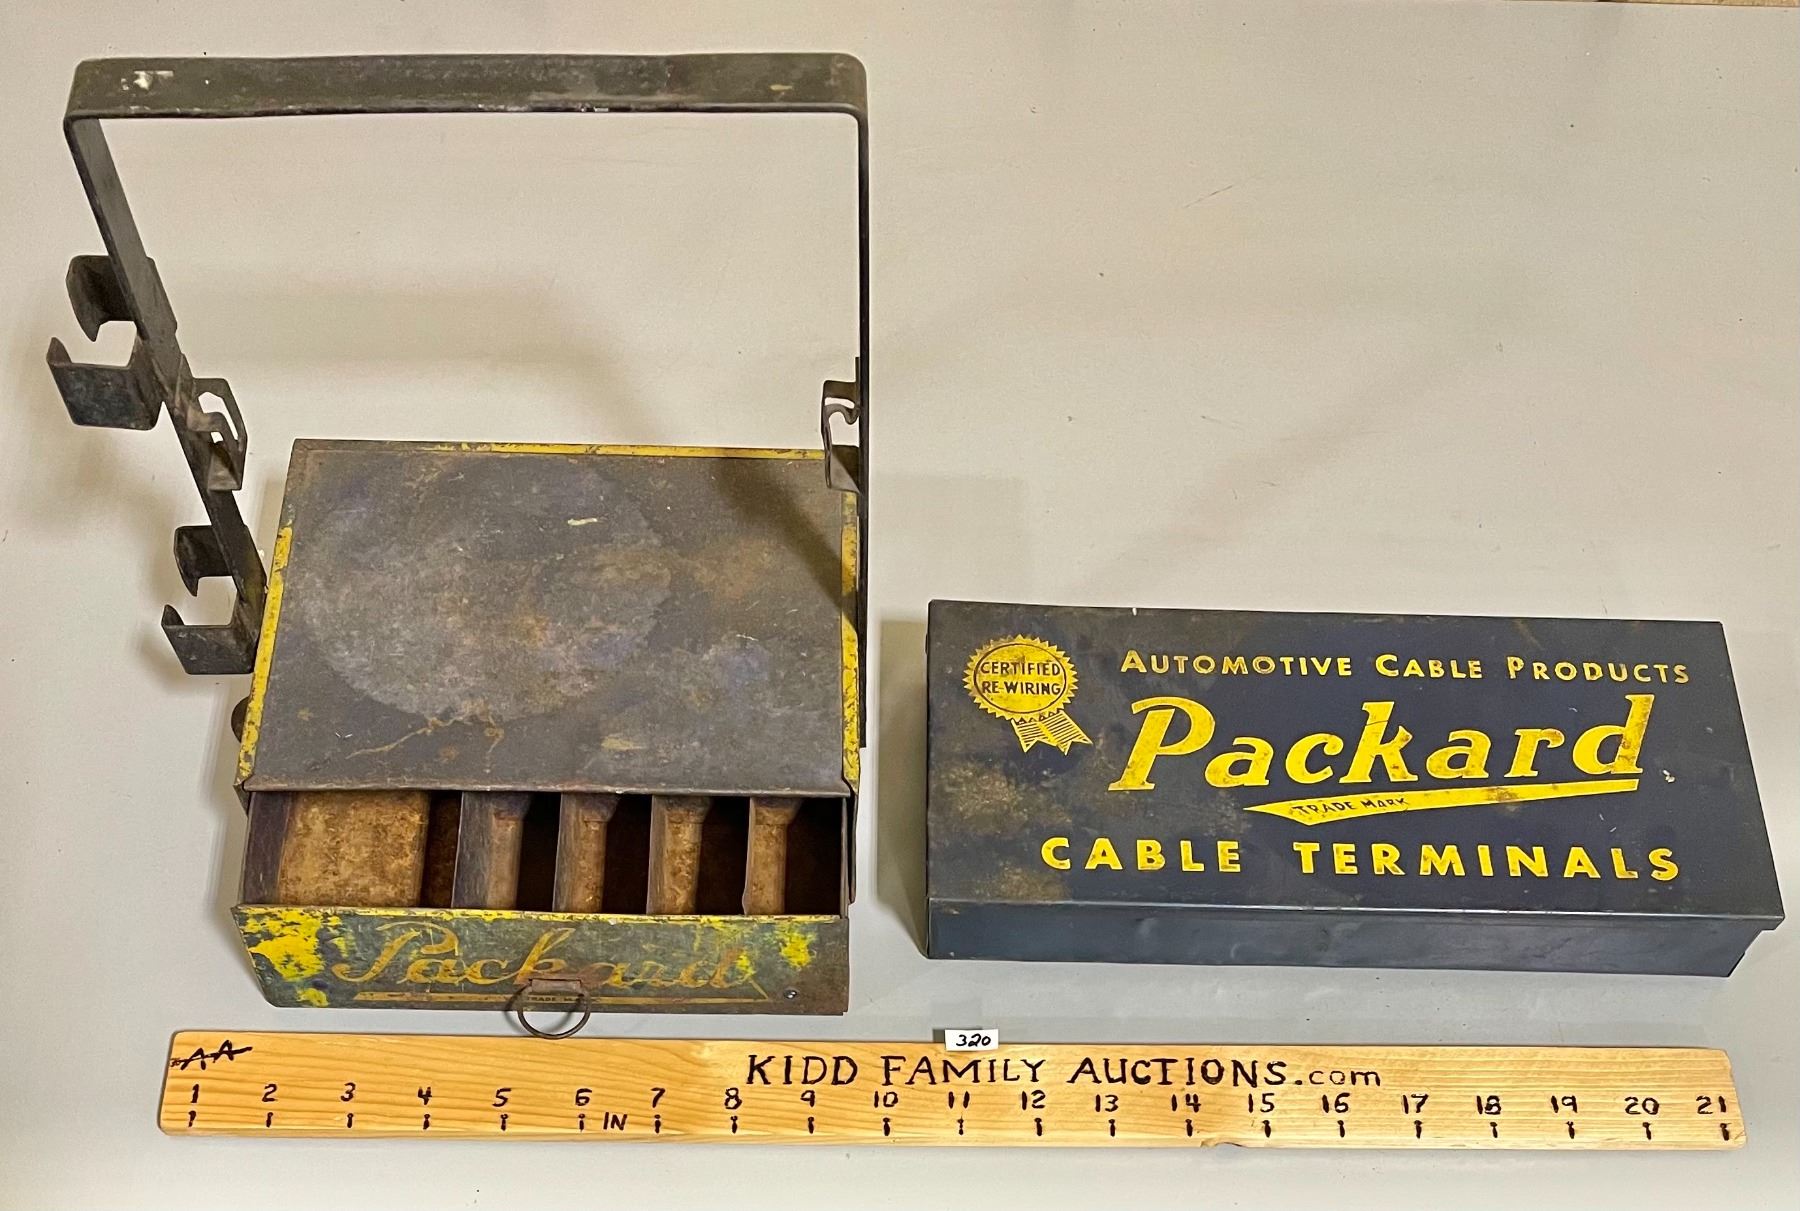 CERTIFIED
RE-WIRING
AUTOMOTIVE CABLE PRODUCTS
Packard
TRADE MARK
CABLE TERMINALS
Packard
TRADE
320
AA
KIDD FAMILY AUCTIONS.com
1 2 3 4 5 6 IN 7 8 9 10 11 12 13 14 15 16 17 18 19 20 21